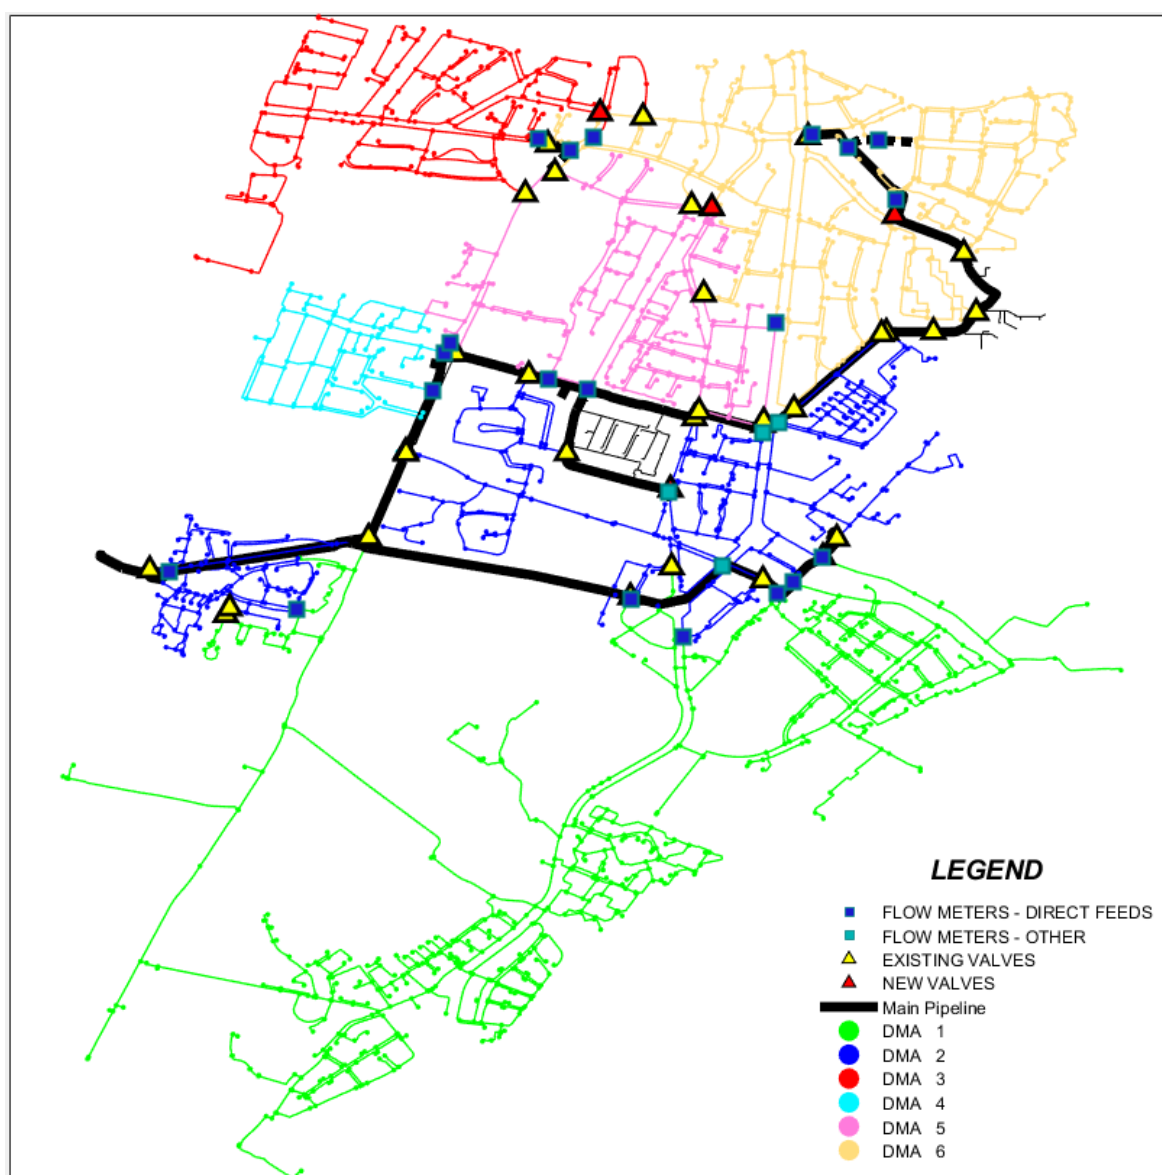 LEGEND
FLOW METERS - DIRECT FEEDS
FLOW METERS - OTHER
EXISTING VALVES
NEW VALVES
Main Pipeline
DMA 1
DMA 2
DMA 3
DMA 4
DMA 5
DMA 6